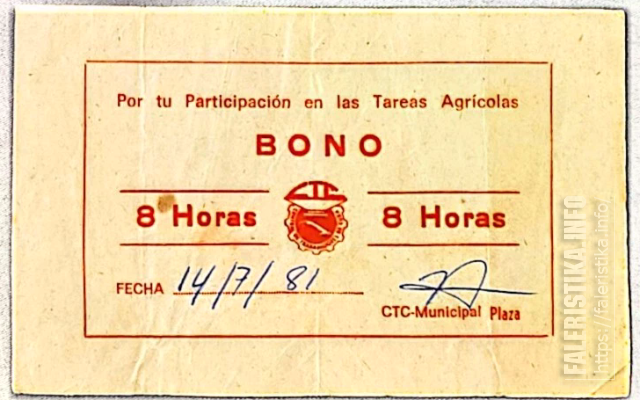 Por tu Participación en las Tareas Agrícolas
BONO
8 Horas
CTC
8 Horas
FECHA 14/7/81
CTC-Municipal Plaza
FALERISTIKA.INFO
https://faleristika.info